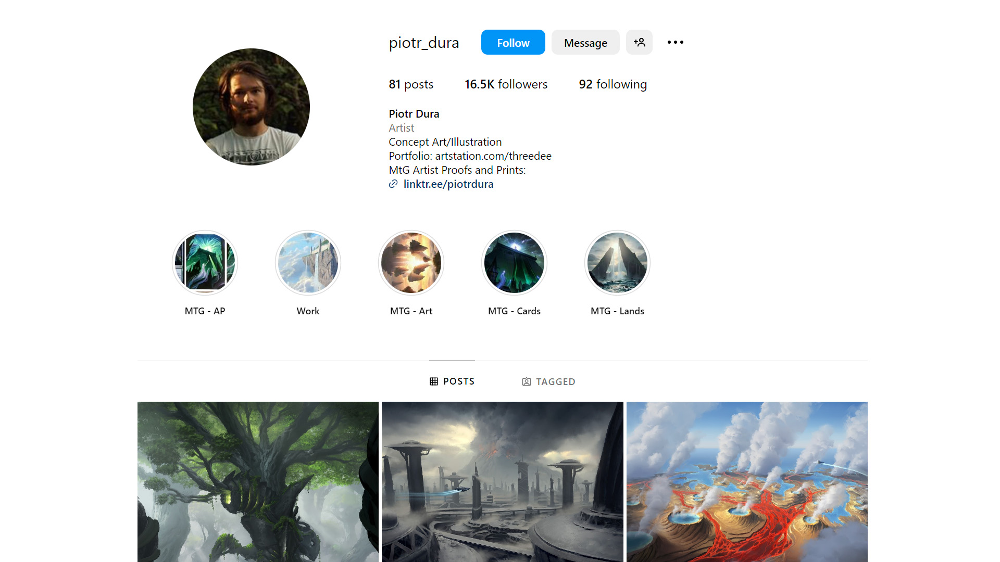 piotr_dura
Follow
Message
81 posts
16.5K followers
92 following
Piotr Dura
Artist
Concept Art/Illustration
Portfolio: artstation.com/threedee
MtG Artist Proofs and Prints:
linktr.ee/piotrdura
MTG - AP
Work
MTG - Art
MTG - Cards
MTG - Lands
POSTS
TAGGED